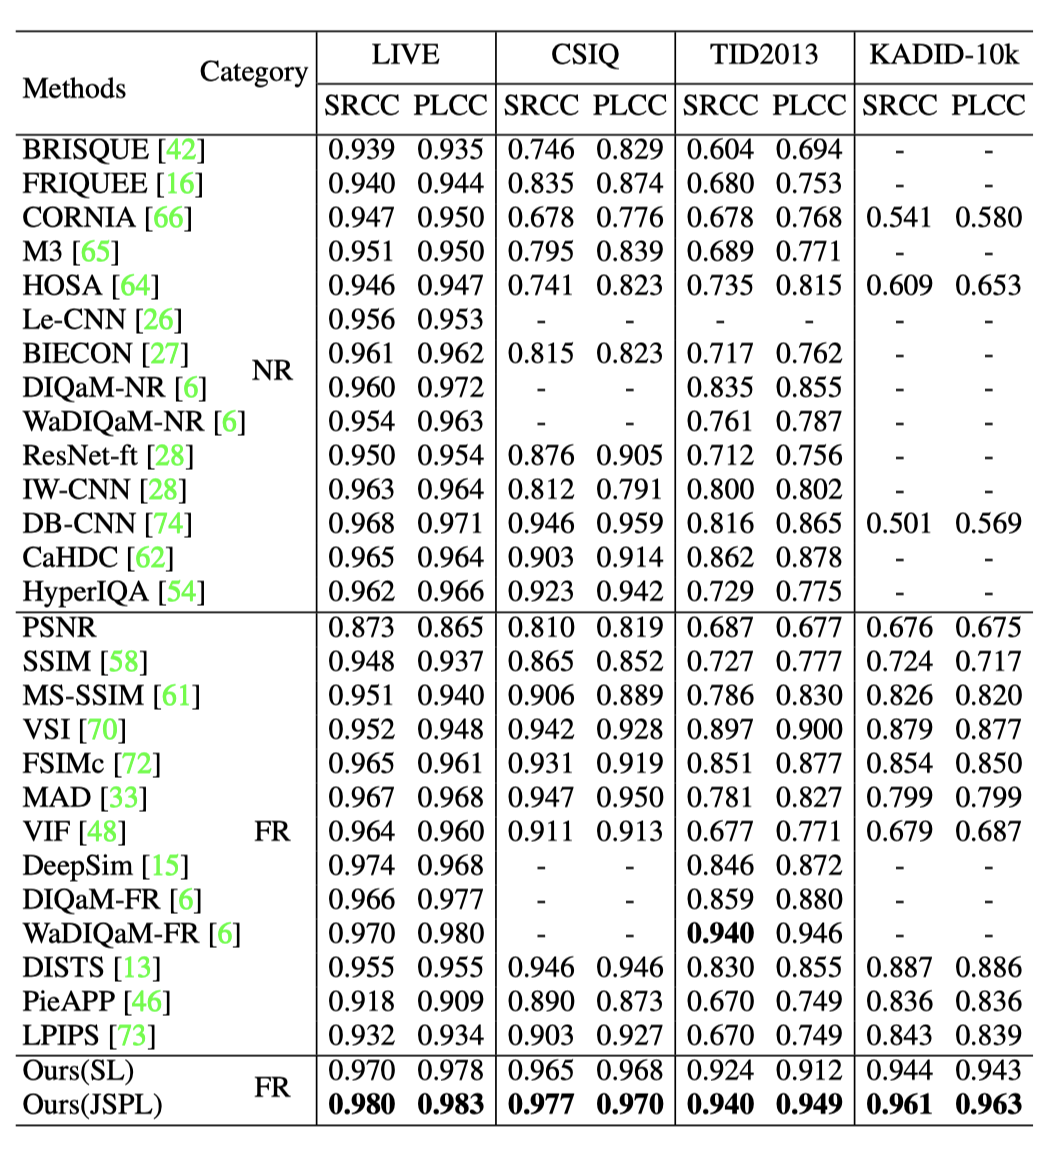 Methods Category LIVE CSIQ TID2013 KADID-10k
SRCC PLCC SRCC PLCC SRCC PLCC SRCC PLCC
BRISQUE [42] 0.939 0.935 0.746 0.829 0.604 0.694 - -
FRIQUEE [16] 0.940 0.944 0.835 0.874 0.680 0.753 - -
CORNIA [66] 0.947 0.950 0.678 0.776 0.678 0.768 0.541 0.580
M3 [65] 0.951 0.950 0.795 0.839 0.689 0.771 - -
HOSA [64] 0.946 0.947 0.741 0.823 0.735 0.815 0.609 0.653
Le-CNN [26] 0.956 0.953 - - - - - -
BIECON [27] NR 0.961 0.962 0.815 0.823 0.717 0.762 - -
DIQaM-NR [6] 0.960 0.972 - - 0.835 0.855 - -
WaDIQaM-NR [6] 0.954 0.963 - - 0.761 0.787 - -
ResNet-ft [28] 0.950 0.954 0.876 0.905 0.712 0.756 - -
IW-CNN [28] 0.963 0.964 0.812 0.791 0.800 0.802 - -
DB-CNN [74] 0.968 0.971 0.946 0.959 0.816 0.865 0.501 0.569
CaHDC [62] 0.965 0.964 0.903 0.914 0.862 0.878 - -
HyperIQA [54] 0.962 0.966 0.923 0.942 0.729 0.775 - -
PSNR 0.873 0.865 0.810 0.819 0.687 0.677 0.676 0.675
SSIM [58] 0.948 0.937 0.865 0.852 0.727 0.777 0.724 0.717
MS-SSIM [61] 0.951 0.940 0.906 0.889 0.786 0.830 0.826 0.820
VSI [70] 0.952 0.948 0.942 0.928 0.897 0.900 0.879 0.877
FSIMc [72] 0.965 0.961 0.931 0.919 0.851 0.877 0.854 0.850
MAD [33] 0.967 0.968 0.947 0.950 0.781 0.827 0.799 0.799
VIF [48] FR 0.964 0.960 0.911 0.913 0.677 0.771 0.679 0.687
DeepSim [15] 0.974 0.968 - - 0.846 0.872 - -
DIQaM-FR [6] 0.966 0.977 - - 0.859 0.880 - -
WaDIQaM-FR [6] 0.970 0.980 - - 0.940 0.946 - -
DISTS [13] 0.955 0.955 0.946 0.946 0.830 0.855 0.887 0.886
PieAPP [46] 0.918 0.909 0.890 0.873 0.670 0.749 0.836 0.836
LPIPS [73] 0.932 0.934 0.903 0.927 0.670 0.749 0.843 0.839
Ours(SL) FR 0.970 0.978 0.965 0.968 0.924 0.912 0.944 0.943
Ours(JSPL) 0.980 0.983 0.977 0.970 0.940 0.949 0.961 0.963